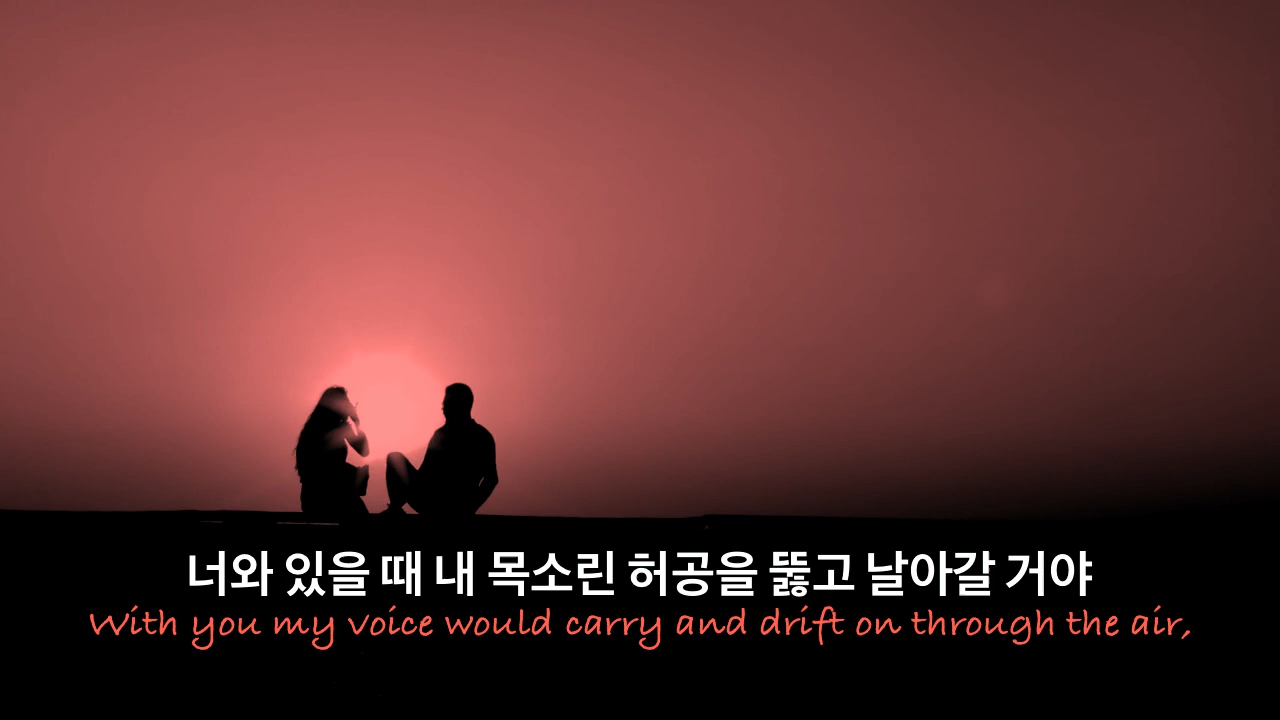 너와 있을 때 내 목소린 허공을 뚫고 날아갈 거야
With you my voice would carry and drift on through the air,